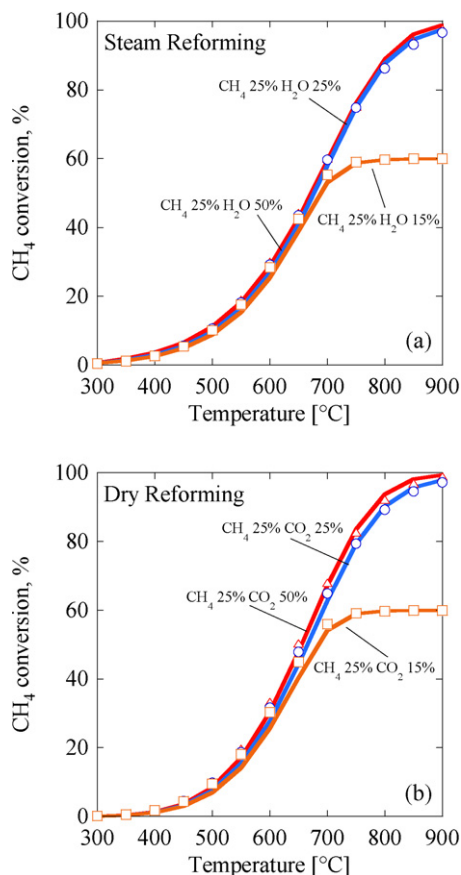 100
Steam Reforming
80
CH₄ 25% H₂O 25%
60
CH₄ conversion, %
40
CH₄ 25% H₂O 50%
CH₄ 25% H₂O 15%
20
(a)
0
300 400 500 600 700 800 900
Temperature [°C]
100
Dry Reforming
80
CH₄ 25% CO₂ 25%
60
CH₄ conversion, %
CH₄ 25% CO₂ 50%
40
CH₄ 25% CO₂ 15%
20
(b)
0
300 400 500 600 700 800 900
Temperature [°C]